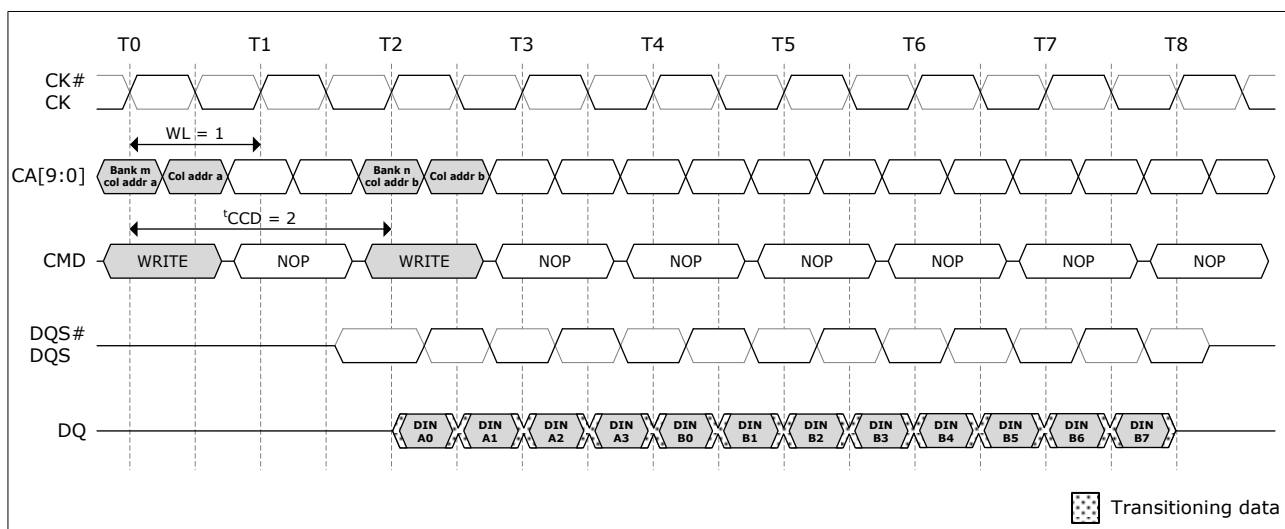 T0 T1 T2 T3 T4 T5 T6 T7 T8
CK#
CK
WL = 1
CA[9:0] Bank m col addr a Col addr a Bank n col addr b Col addr b
tCCD = 2
CMD WRITE NOP WRITE NOP NOP NOP NOP NOP NOP
DQS#
DQS
DQ DIN A0 DIN A1 DIN A2 DIN A3 DIN B0 DIN B1 DIN B2 DIN B3 DIN B4 DIN B5 DIN B6 DIN B7
Transitioning data